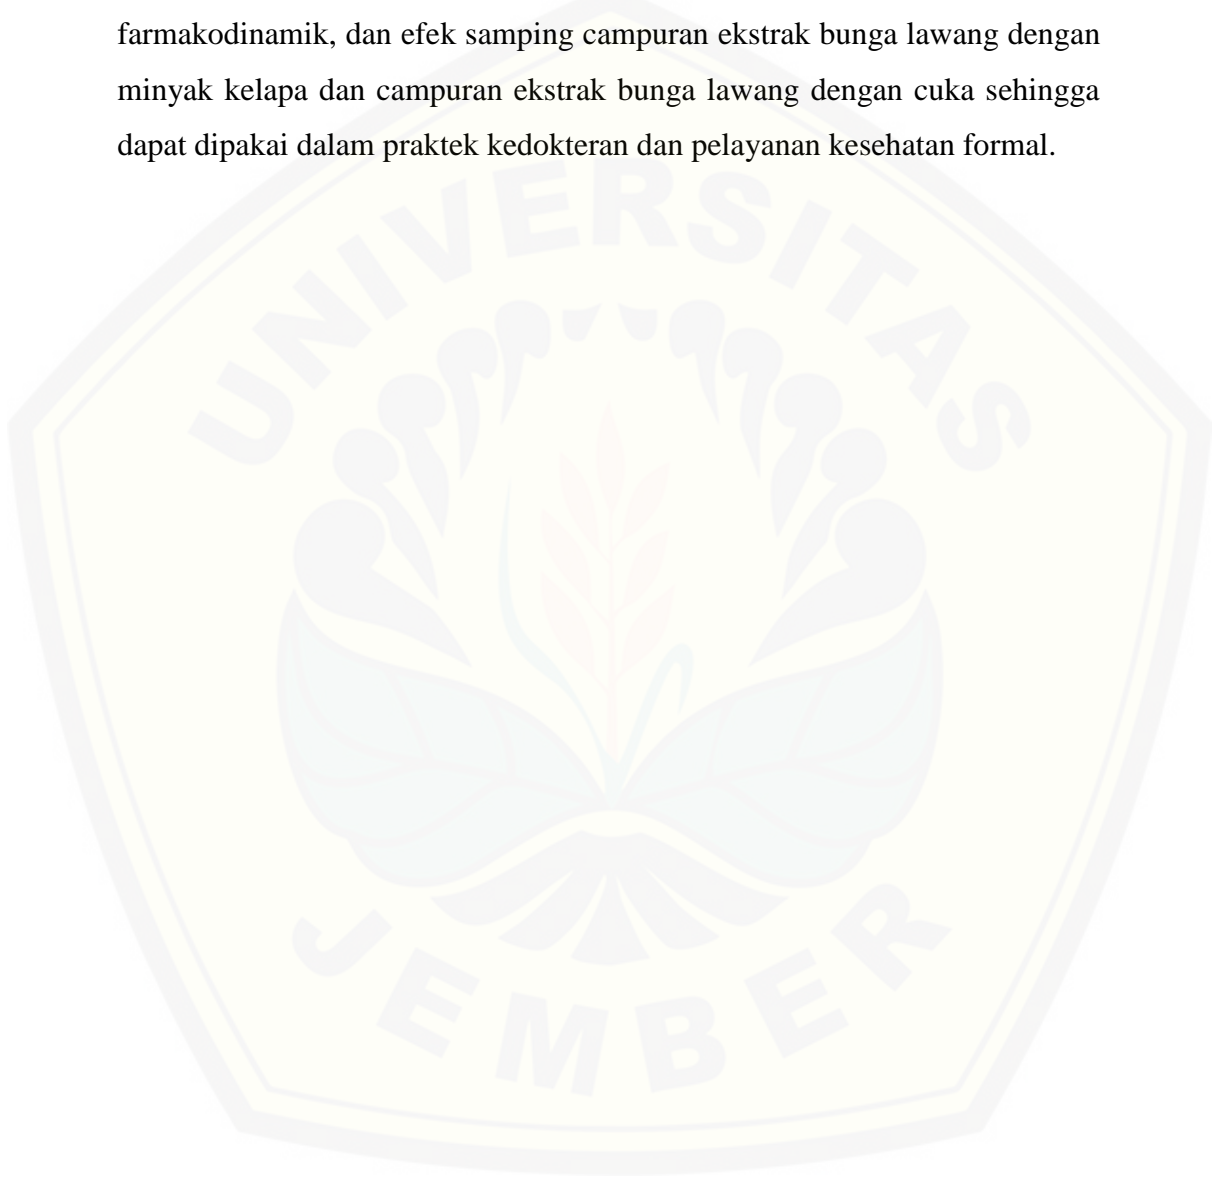 farmakodinamik, dan efek samping campuran ekstrak bunga lawang dengan
minyak kelapa dan campuran ekstrak bunga lawang dengan cuka sehingga
dapat dipakai dalam praktek kedokteran dan pelayanan kesehatan formal.
UNIVERSITAS
JEMBER